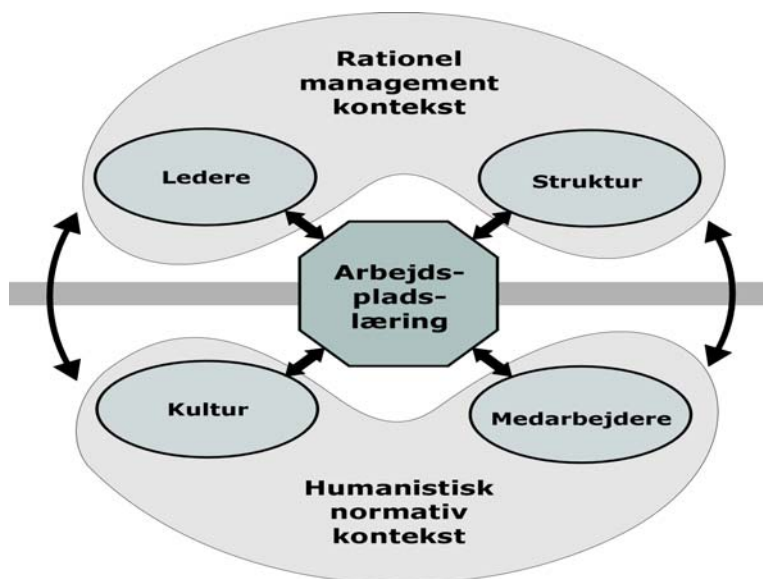 Rationel
management
kontekst
Ledere
Struktur
Arbejds-
plads-
læring
Kultur
Medarbejdere
Humanistisk
normativ
kontekst